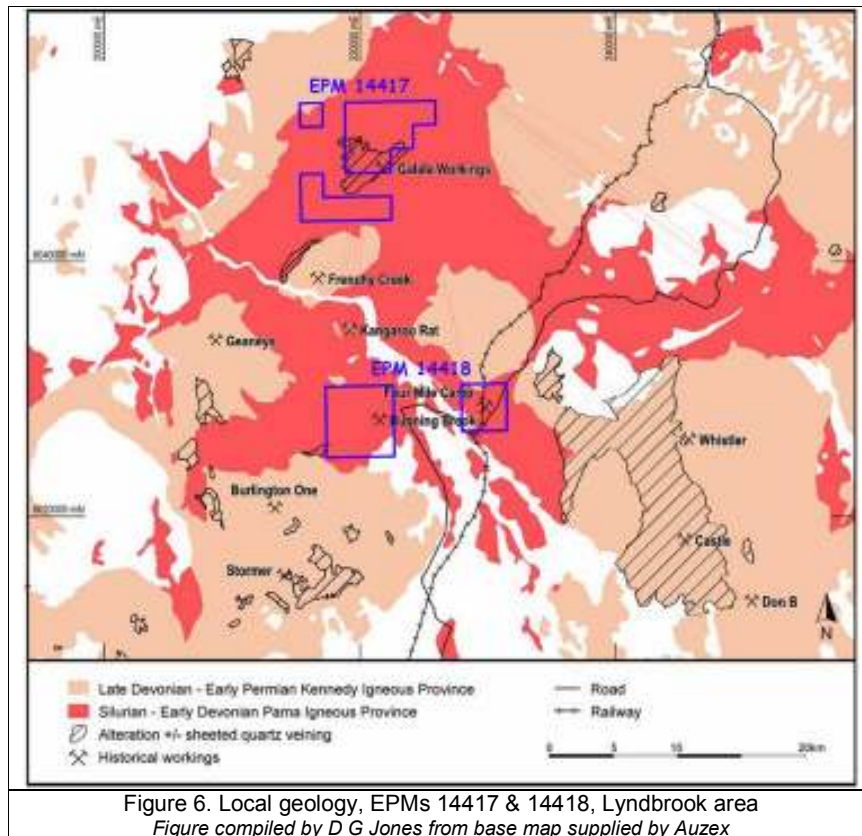 EPM 14417
Galala Workings
Frenchy Creek
Kangaroo Rat
Geaneys
EPM 14418
Four Mile Camp
Running Brook
Whistler
Burlington One
Castle
Stormer
Don B
N
Late Devonian - Early Permian Kennedy Igneous Province
Silurian - Early Devonian Pama Igneous Province
Alteration +/- sheeted quartz veining
Historical workings
Road
Railway
0 5 10 20km
Figure 6. Local geology, EPMs 14417 & 14418, Lyndbrook area
Figure compiled by D G Jones from base map supplied by Auzex